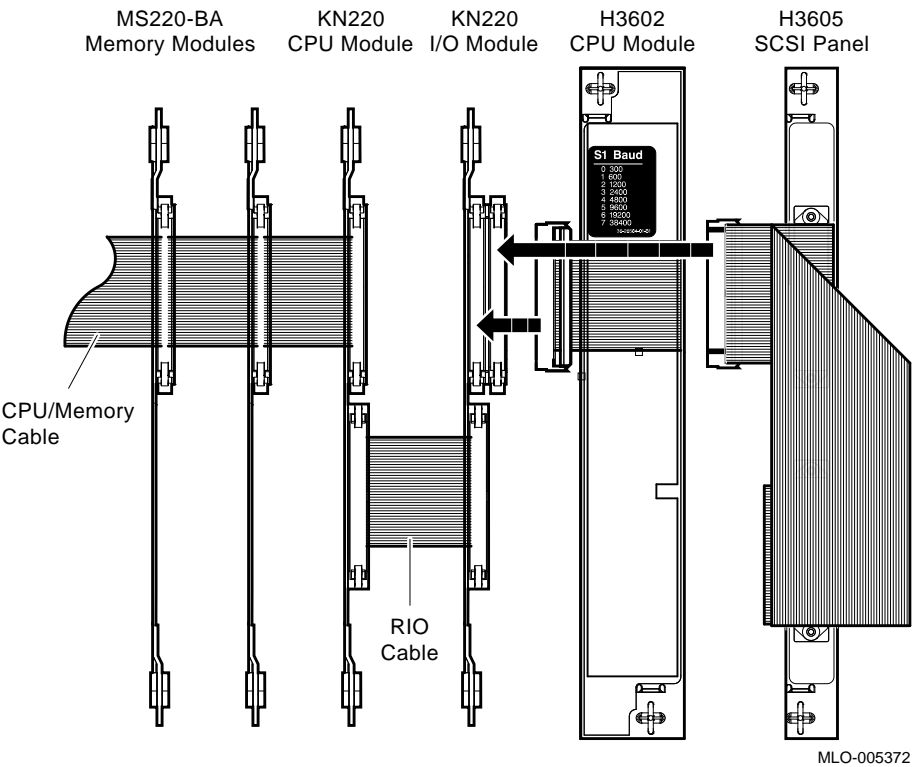 MS220-BA
Memory Modules
KN220
CPU Module
KN220
I/O Module
H3602
CPU Module
H3605
SCSI Panel
S1 Baud
0 300
1 600
2 1200
3 2400
4 4800
5 9600
6 19200
7 38400
CPU/Memory
Cable
RIO
Cable
MLO-005372